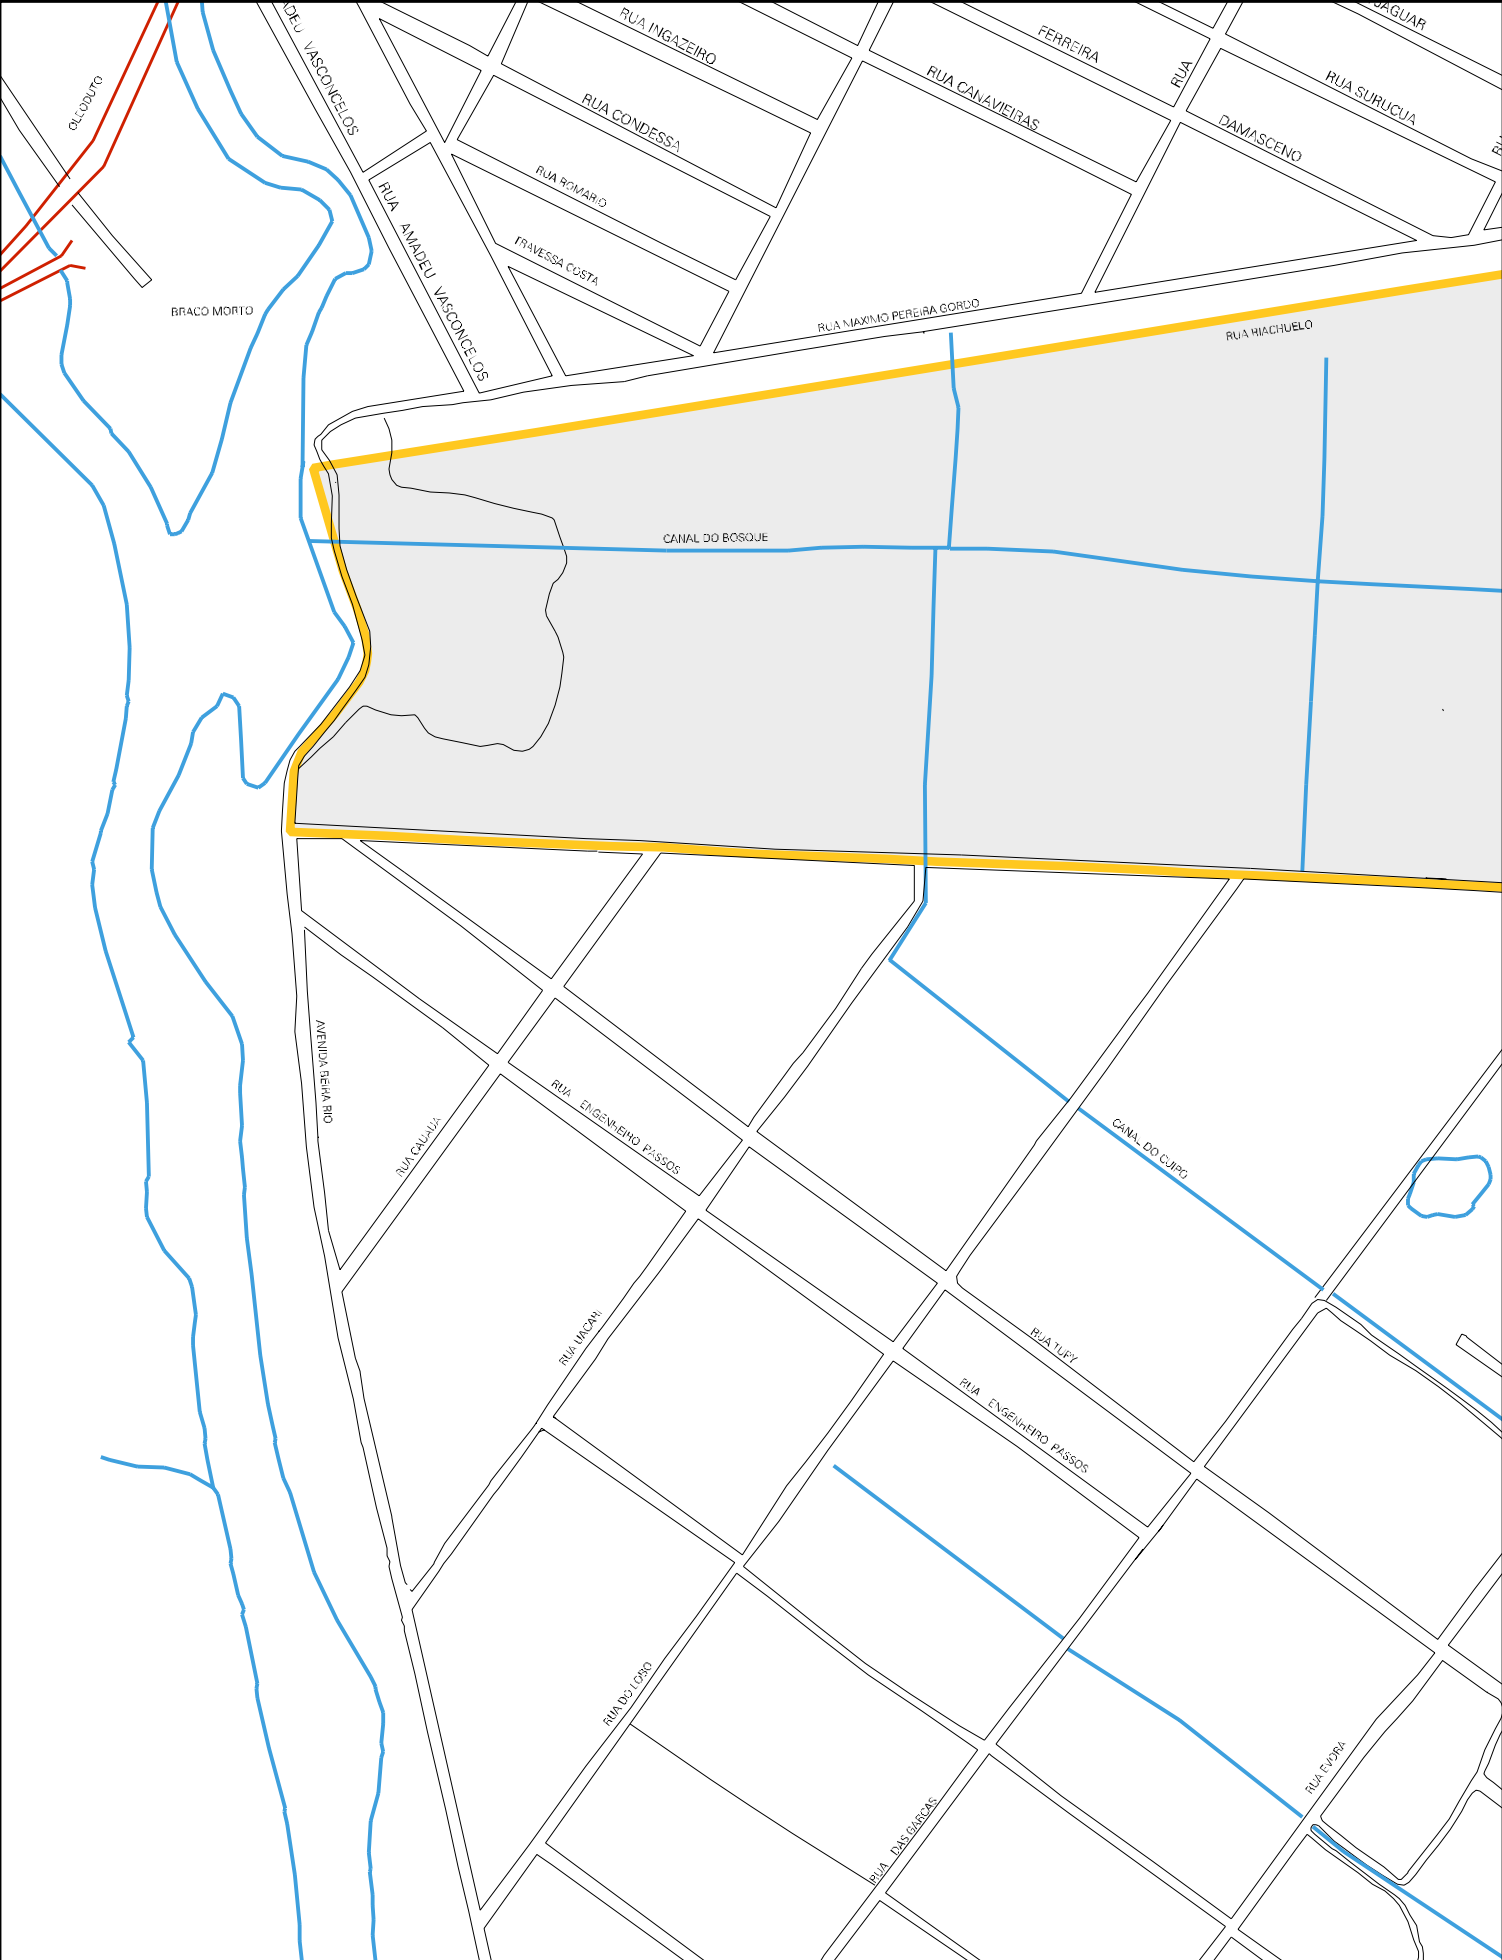 JAGUAR
RUA INGAZEIRO
FERREIRA
RUA
ADEU VASCONCELOS
RUA CANAVIEIRAS
RUA SURUCUA
OLEODUTO
RUA CONDESSA
DAMASCENO
RUA ROMARIO
RUA AMADEU VASCONCELOS
TRAVESSA COSTA
BRACO MORTO
RUA MAXIMO PEREIRA GORDO
RUA RIACHUELO
CANAL DO BOSQUE
AVENIDA BEIRA RIO
RUA ENGENHEIRO PASSOS
RUA CAUAUA
CANAL DO CUIPO
RUA UACARI
RUA TUPY
RUA ENGENHEIRO PASSOS
RUA DO LOBO
RUA EVORA
RUA DAS GARCAS